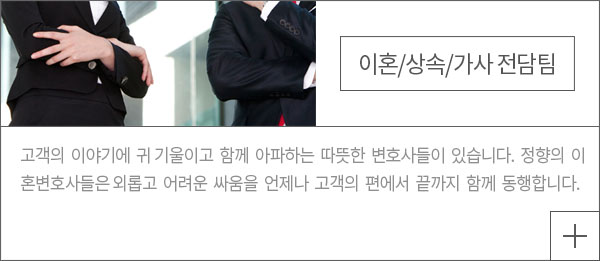 이혼/상속/가사 전담팀
고객의 이야기에 귀 기울이고 함께 아파하는 따뜻한 변호사들이 있습니다. 정향의 이
혼변호사들은 외롭고 어려운 싸움을 언제나 고객의 편에서 끝까지 함께 동행합니다.